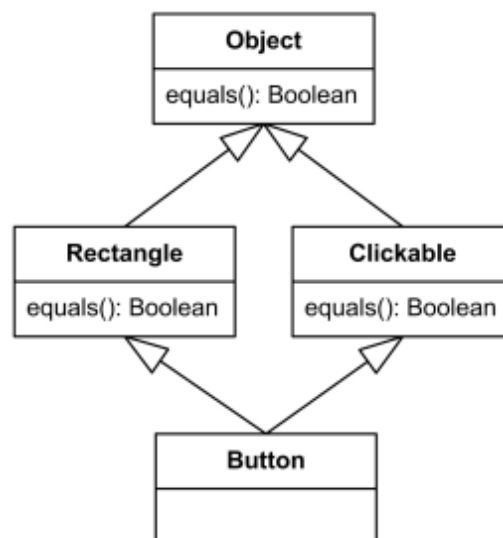 Object
equals(): Boolean
Rectangle
equals(): Boolean
Clickable
equals(): Boolean
Button